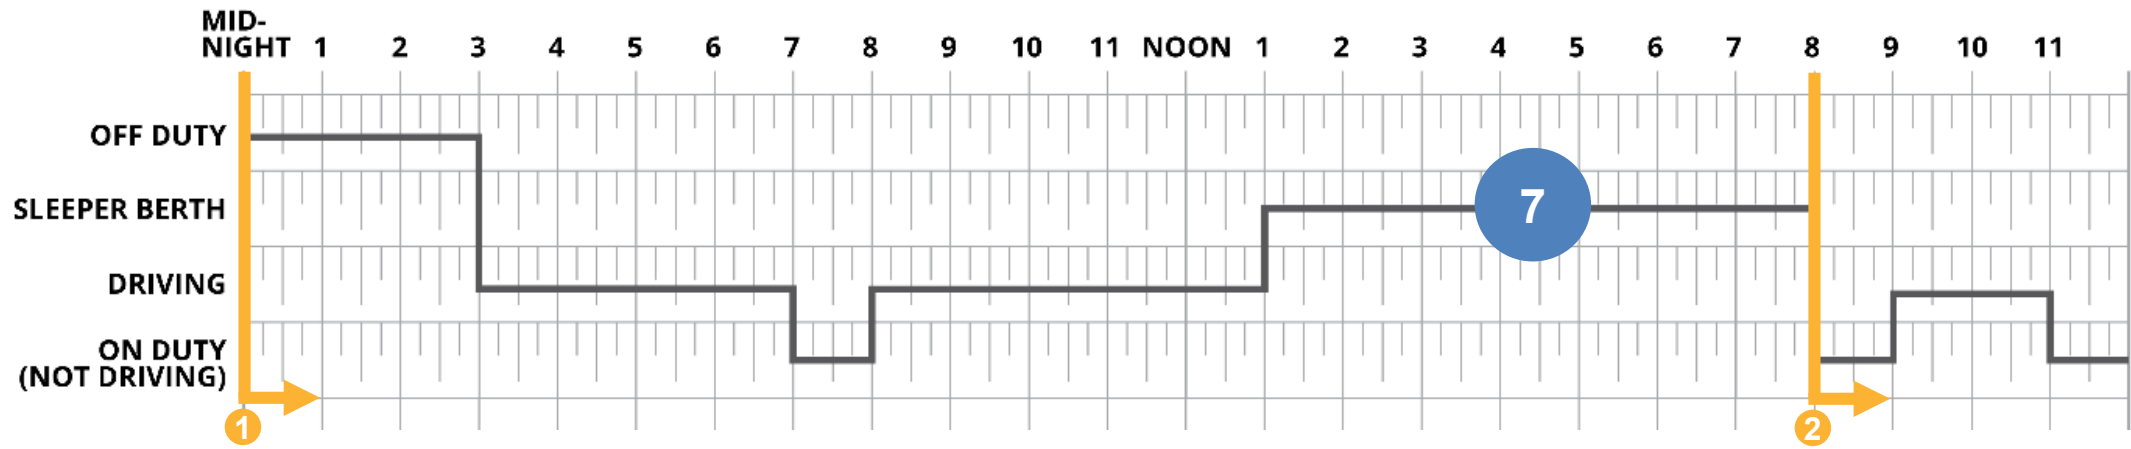 MID-
NIGHT 1 2 3 4 5 6 7 8 9 10 11 NOON 1 2 3 4 5 6 7 8 9 10 11
OFF DUTY
SLEEPER BERTH
7
DRIVING
ON DUTY
(NOT DRIVING)
1 2